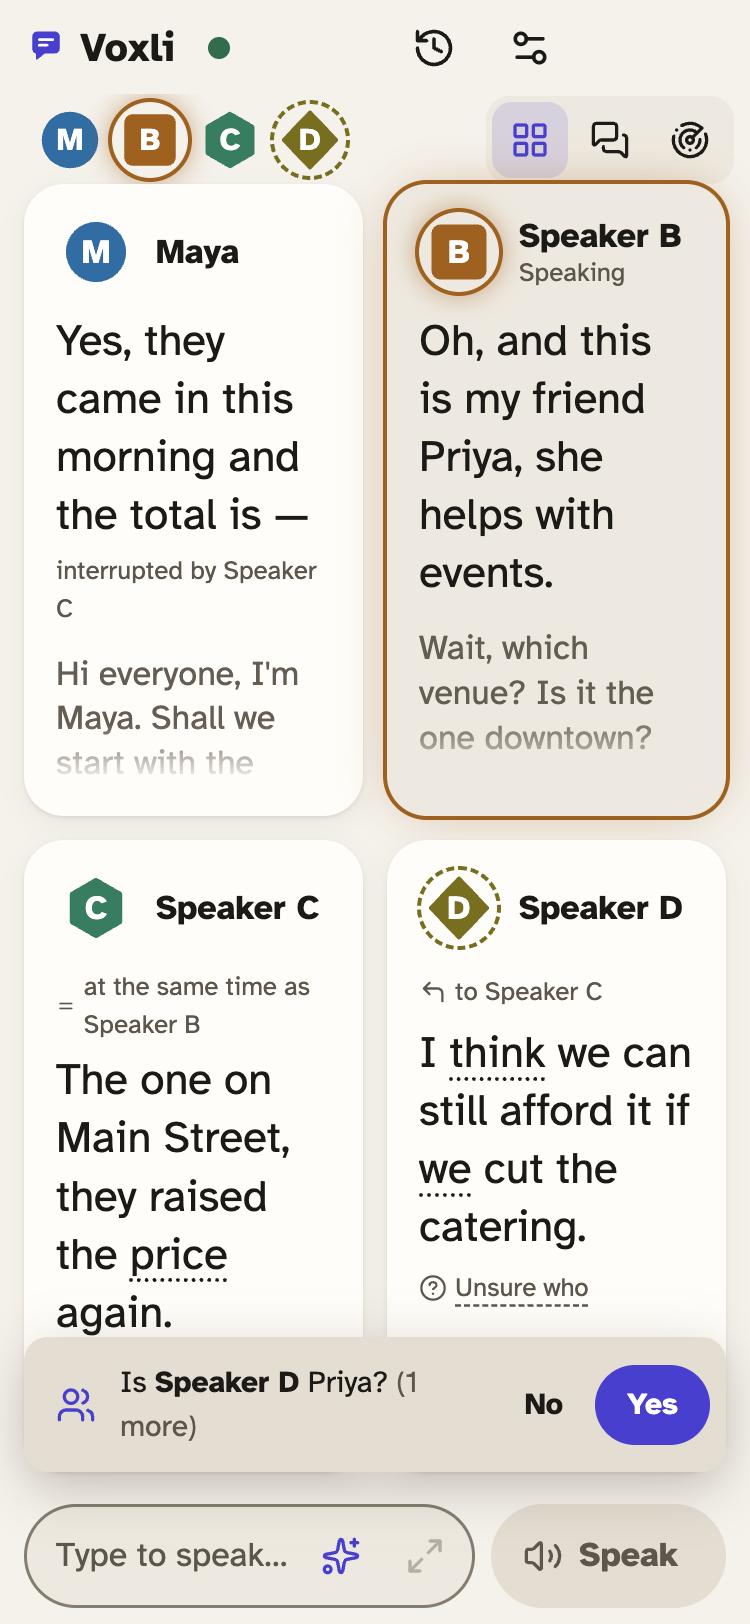 Voxli
M B C D
M Maya
Yes, they
came in this
morning and
the total is —
interrupted by Speaker
C
Hi everyone, I'm
Maya. Shall we
start with the
B Speaker B
Speaking
Oh, and this
is my friend
Priya, she
helps with
events.
Wait, which
venue? Is it the
one downtown?
C Speaker C
= at the same time as
Speaker B
The one on
Main Street,
they raised
the price
again.
D Speaker D
to Speaker C
I think we can
still afford it if
we cut the
catering.
? Unsure who
Is Speaker D Priya? (1
more)
No
Yes
Type to speak...
Speak